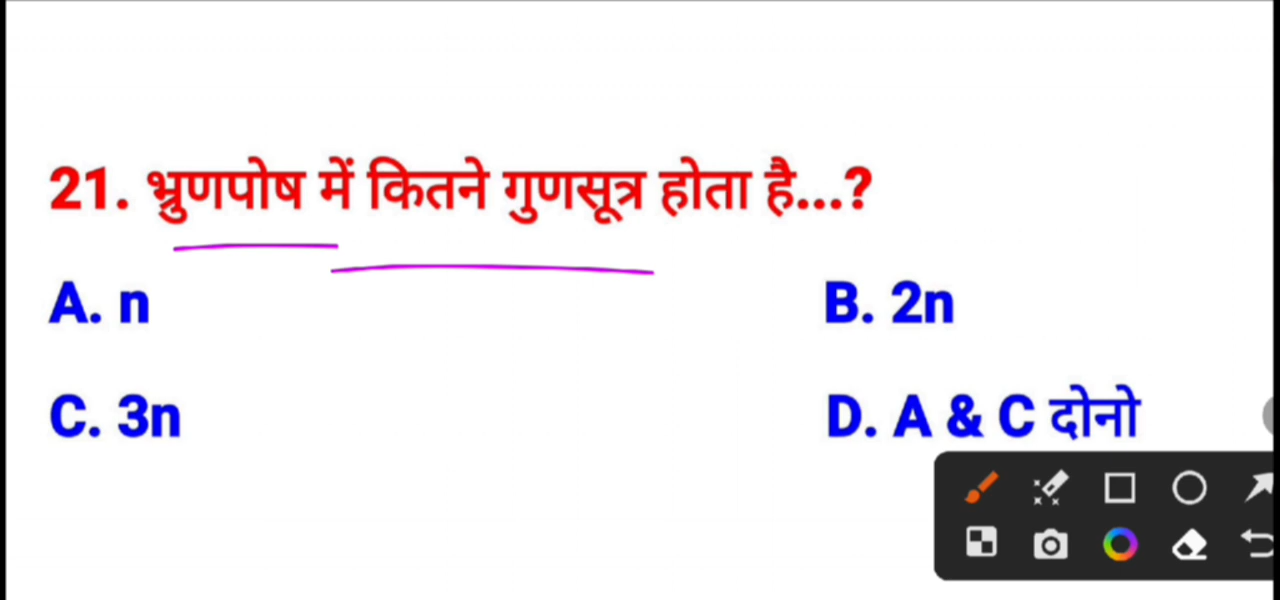 21. भ्रुणपोष में कितने गुणसूत्र होता है...?
A. n
B. 2n
C. 3n
D. A & C दोनो